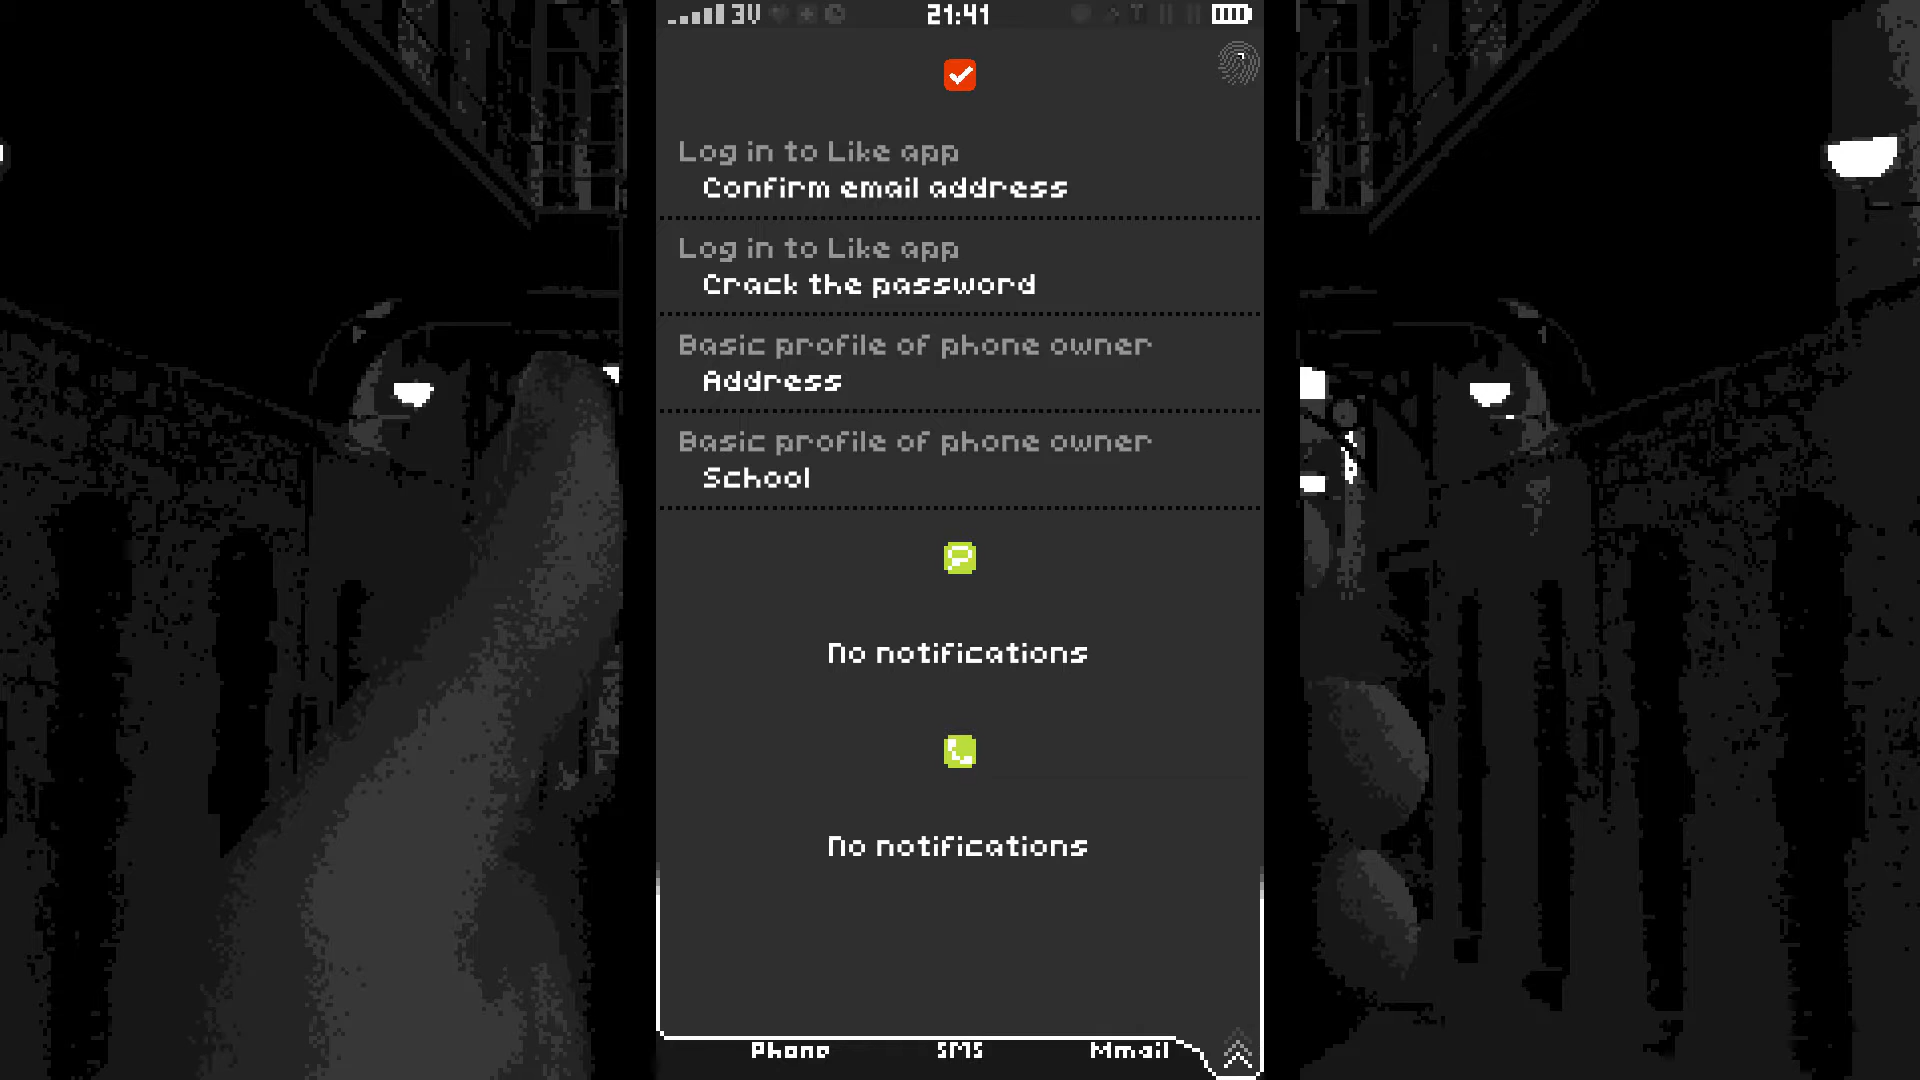 3V
21:41
Log in to Like app
Confirm email address
Log in to Like app
Crack the password
Basic profile of phone owner
Address
Basic profile of phone owner
School
No notifications
No notifications
Phone SMS Mmail